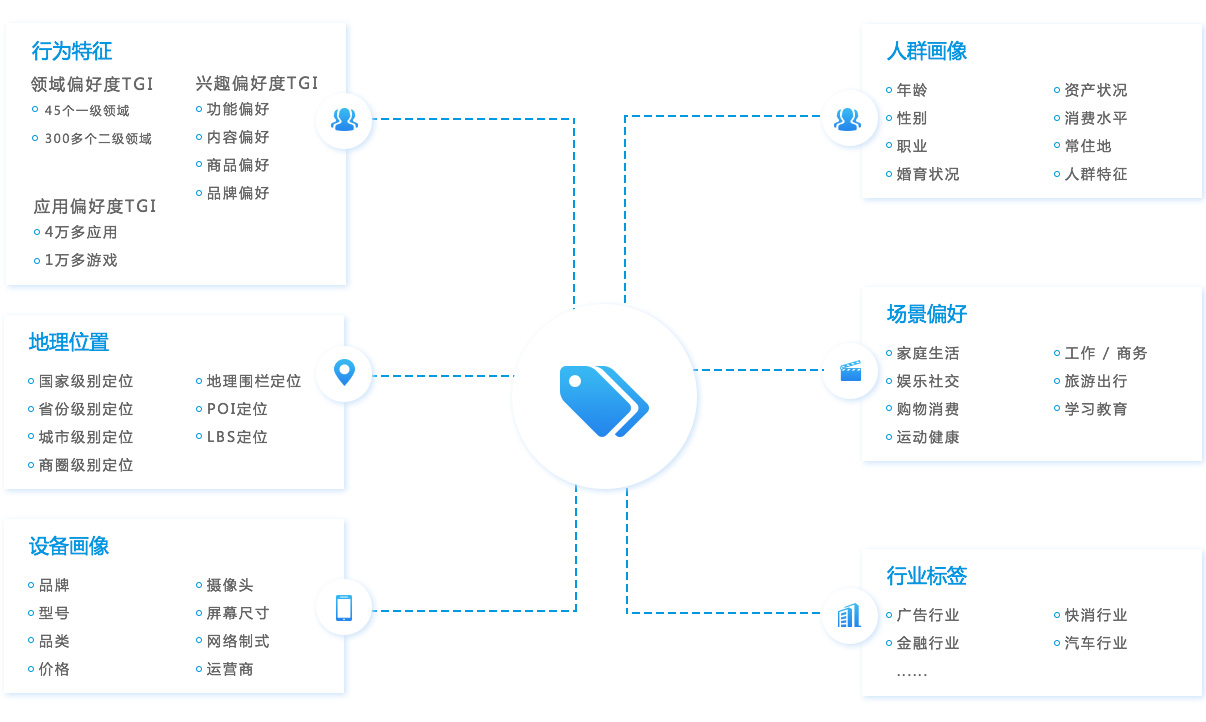 行为特征
领域偏好度TGI
45个一级领域
300多个二级领域
兴趣偏好度TGI
功能偏好
内容偏好
商品偏好
品牌偏好
应用偏好度TGI
4万多应用
1万多游戏
地理位置
国家级别定位
省份级别定位
城市级别定位
商圈级别定位
地理围栏定位
POI定位
LBS定位
设备画像
品牌
型号
品类
价格
摄像头
屏幕尺寸
网络制式
运营商
人群画像
年龄
性别
职业
婚育状况
资产状况
消费水平
常住地
人群特征
场景偏好
家庭生活
娱乐社交
购物消费
运动健康
工作 / 商务
旅游出行
学习教育
行业标签
广告行业
金融行业
......
快消行业
汽车行业